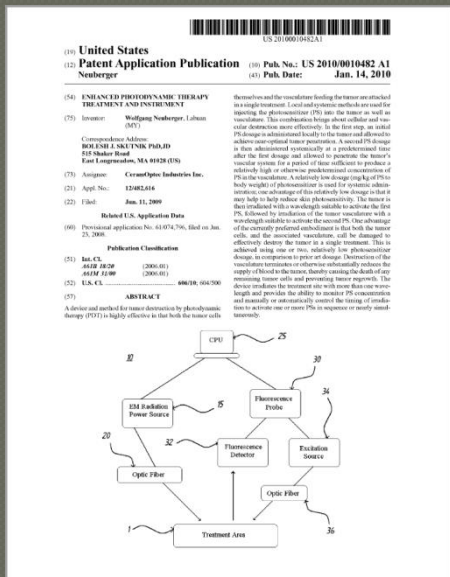 US 20100010482A1
(19) United States
(12) Patent Application Publication
Neuberger
(10) Pub. No.: US 2010/0010482 A1
(43) Pub. Date: Jan. 14, 2010
(54) ENHANCED PHOTODYNAMIC THERAPY
TREATMENT AND INSTRUMENT
(75) Inventor: Wolfgang Neuberger, Labuan
(MY)
Correspondence Address:
BOLESH J. SKUTNIK PhD,JD
515 Shaker Road
East Longmeadow, MA 01028 (US)
(73) Assignee: CeramOptec Industries Inc.
(21) Appl. No.: 12/482,616
(22) Filed: Jun. 11, 2009
Related U.S. Application Data
(60) Provisional application No. 61/074,796, filed on Jun.
23, 2008.
Publication Classification
(51) Int. Cl.
A61B 18/20 (2006.01)
A61M 31/00 (2006.01)
(52) U.S. Cl. 606/10; 604/500
(57) ABSTRACT
A device and method for tumor destruction by photodynamic
therapy (PDT) is highly effective in that both the tumor cells
themselves and the vasculature feeding the tumor are attacked
in a single treatment. Local and systemic methods are used for
injecting the photosensitizer (PS) into the tumor as well as
vasculature. This combination brings about cellular and vas-
cular destruction more effectively. In the first step, an initial
PS dosage is administered locally to the tumor and allowed to
achieve near-optimal tumor penetration. A second PS dosage
is then administered systemically at a predetermined time
after the first dosage and allowed to penetrate the tumor's
vascular system for a period of time sufficient to produce a
relatively high or otherwise predetermined concentration of
PS in the vasculature. A relatively low dosage (mg/kg of PS to
body weight) of photosensitizer is used for systemic admin-
istration; one advantage of this relatively low dosage is that it
may help to help reduce skin photosensitivity. The tumor is
then irradiated with a wavelength suitable to activate the first
PS, followed by irradiation of the tumor vasculature with a
wavelength suitable to activate the second PS. One advantage
of the currently preferred embodiment is that both the tumor
cells, and the associated vasculature, can be damaged to
effectively destroy the tumor in a single treatment. This is
achieved using one or two, relatively low photosensitizer
dosage, in comparison to prior art dosage. Destruction of the
vasculature terminates or otherwise substantially reduces the
supply of blood to the tumor, thereby causing the death of any
remaining tumor cells and preventing tumor regrowth. The
device irradiates the treatment site with more than one wave-
length and provides the ability to monitor PS concentration
and manually or automatically control the timing of irradia-
tion to activate one or more PSs in sequence or nearly simul-
taneously.
CPU
25
10
30
Fluorescence
Probe
34
EM Radiation
Power Source
15
20
32
Fluorescence
Detector
Excitation
Source
Optic Fiber
Optic Fiber
1
Treatment Area
36